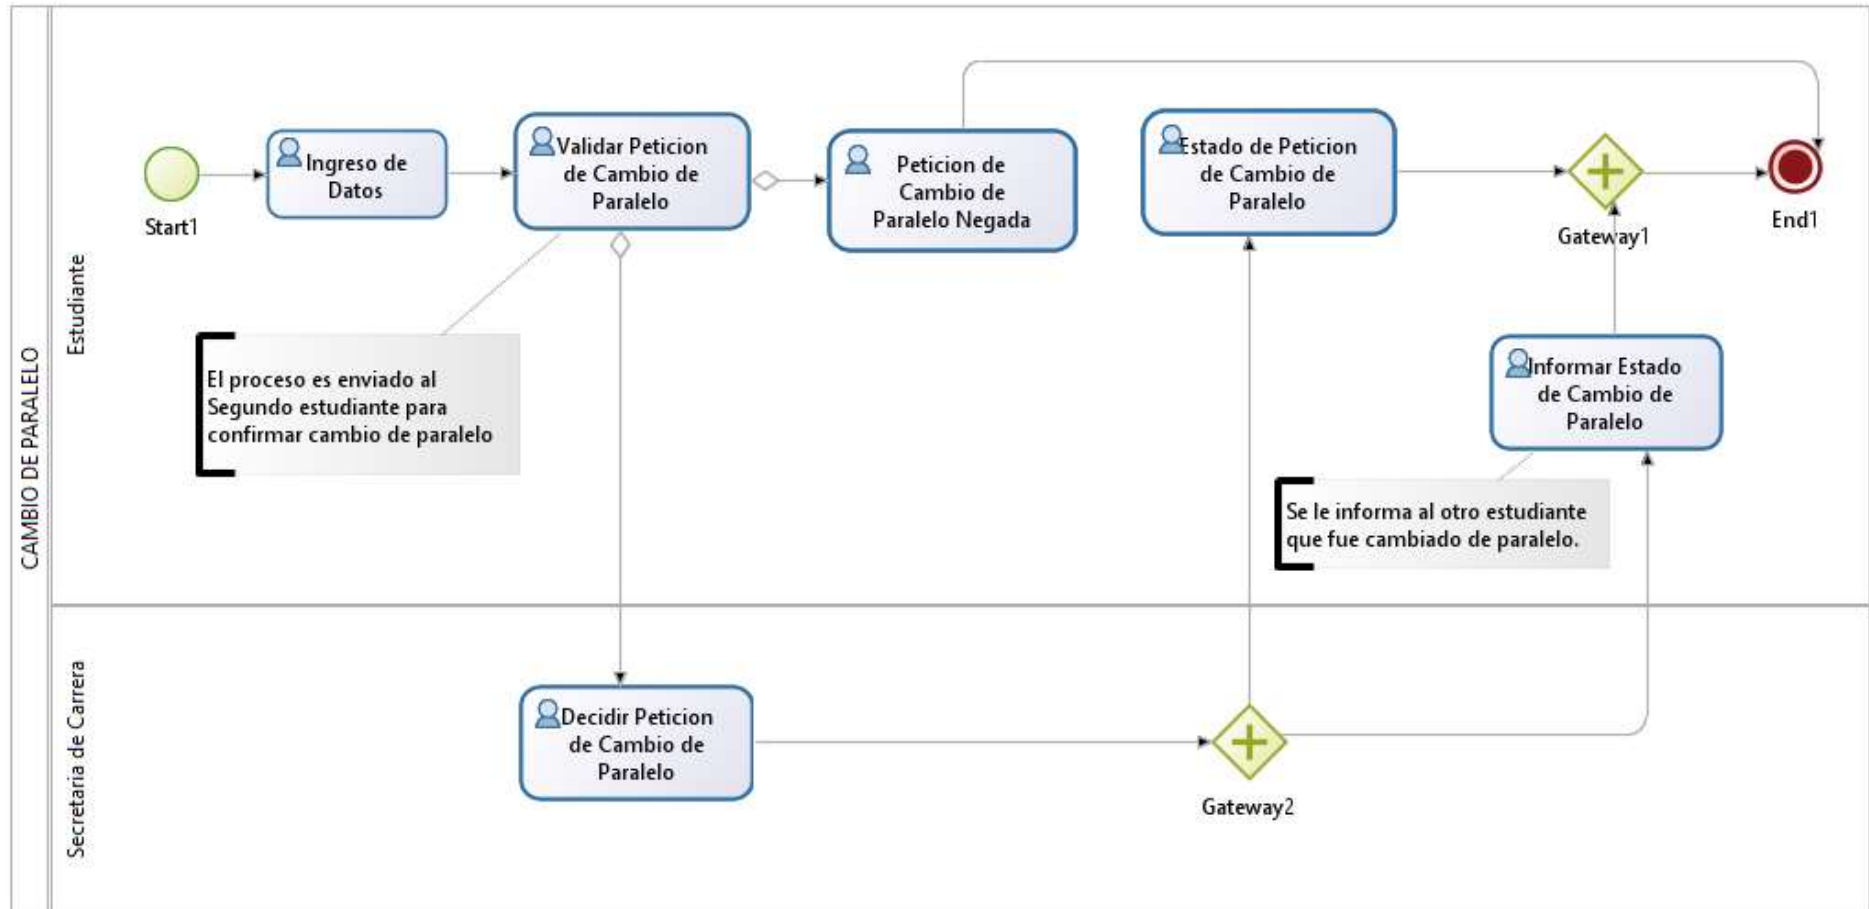 CAMBIO DE PARALELO
Estudiante
Start1
Ingreso de
Datos
Validar Peticion
de Cambio de
Paralelo
Peticion de
Cambio de
Paralelo Negada
Estado de Peticion
de Cambio de
Paralelo
Gateway1
End1
El proceso es enviado al
Segundo estudiante para
confirmar cambio de paralelo
Informar Estado
de Cambio de
Paralelo
Se le informa al otro estudiante
que fue cambiado de paralelo.
Secretaria de Carrera
Decidir Peticion
de Cambio de
Paralelo
Gateway2